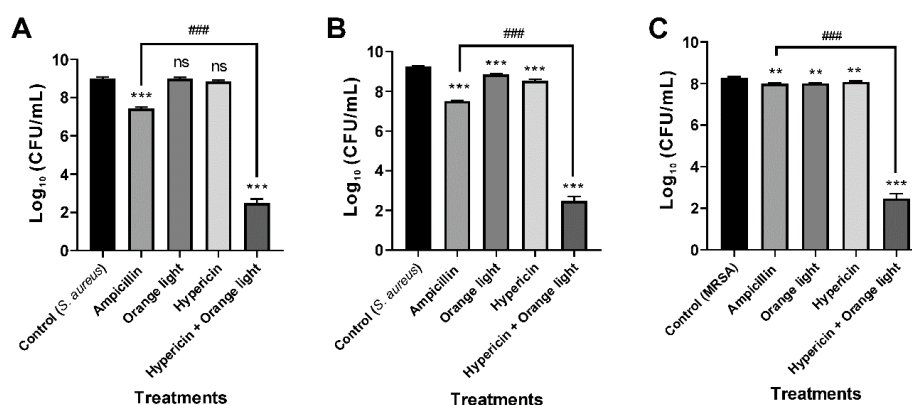 A
###
Log₁₀ (CFU/mL)
10
8
6
4
2
0
***
ns
ns
***
Control (S. aureus)
Ampicillin
Orange light
Hypericin
Hypericin + Orange light
Treatments
B
###
Log₁₀ (CFU/mL)
10
8
6
4
2
0
***
***
***
***
Control (S. aureus)
Ampicillin
Orange light
Hypericin
Hypericin + Orange light
Treatments
C
###
Log₁₀ (CFU/mL)
10
8
6
4
2
0
**
**
**
***
Control (MRSA)
Ampicillin
Orange light
Hypericin
Hypericin + Orange light
Treatments